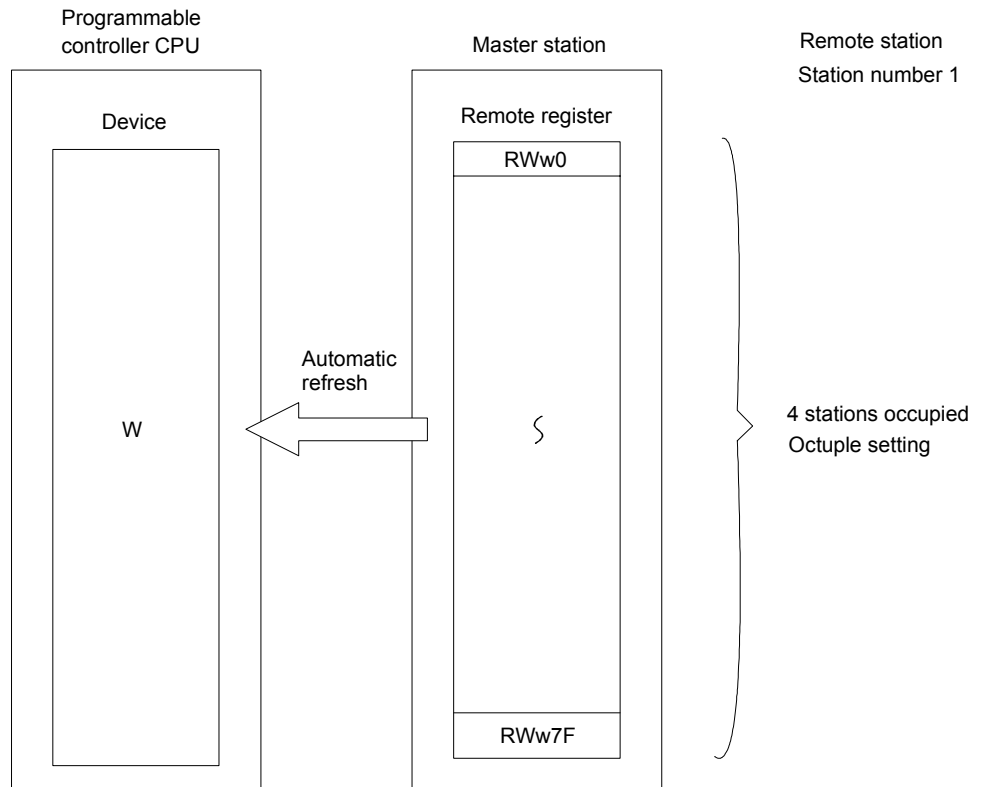 Programmable
controller CPU
Master station
Remote station
Station number 1
Device
Remote register
RWw0
Automatic
refresh
W
4 stations occupied
Octuple setting
RWw7F